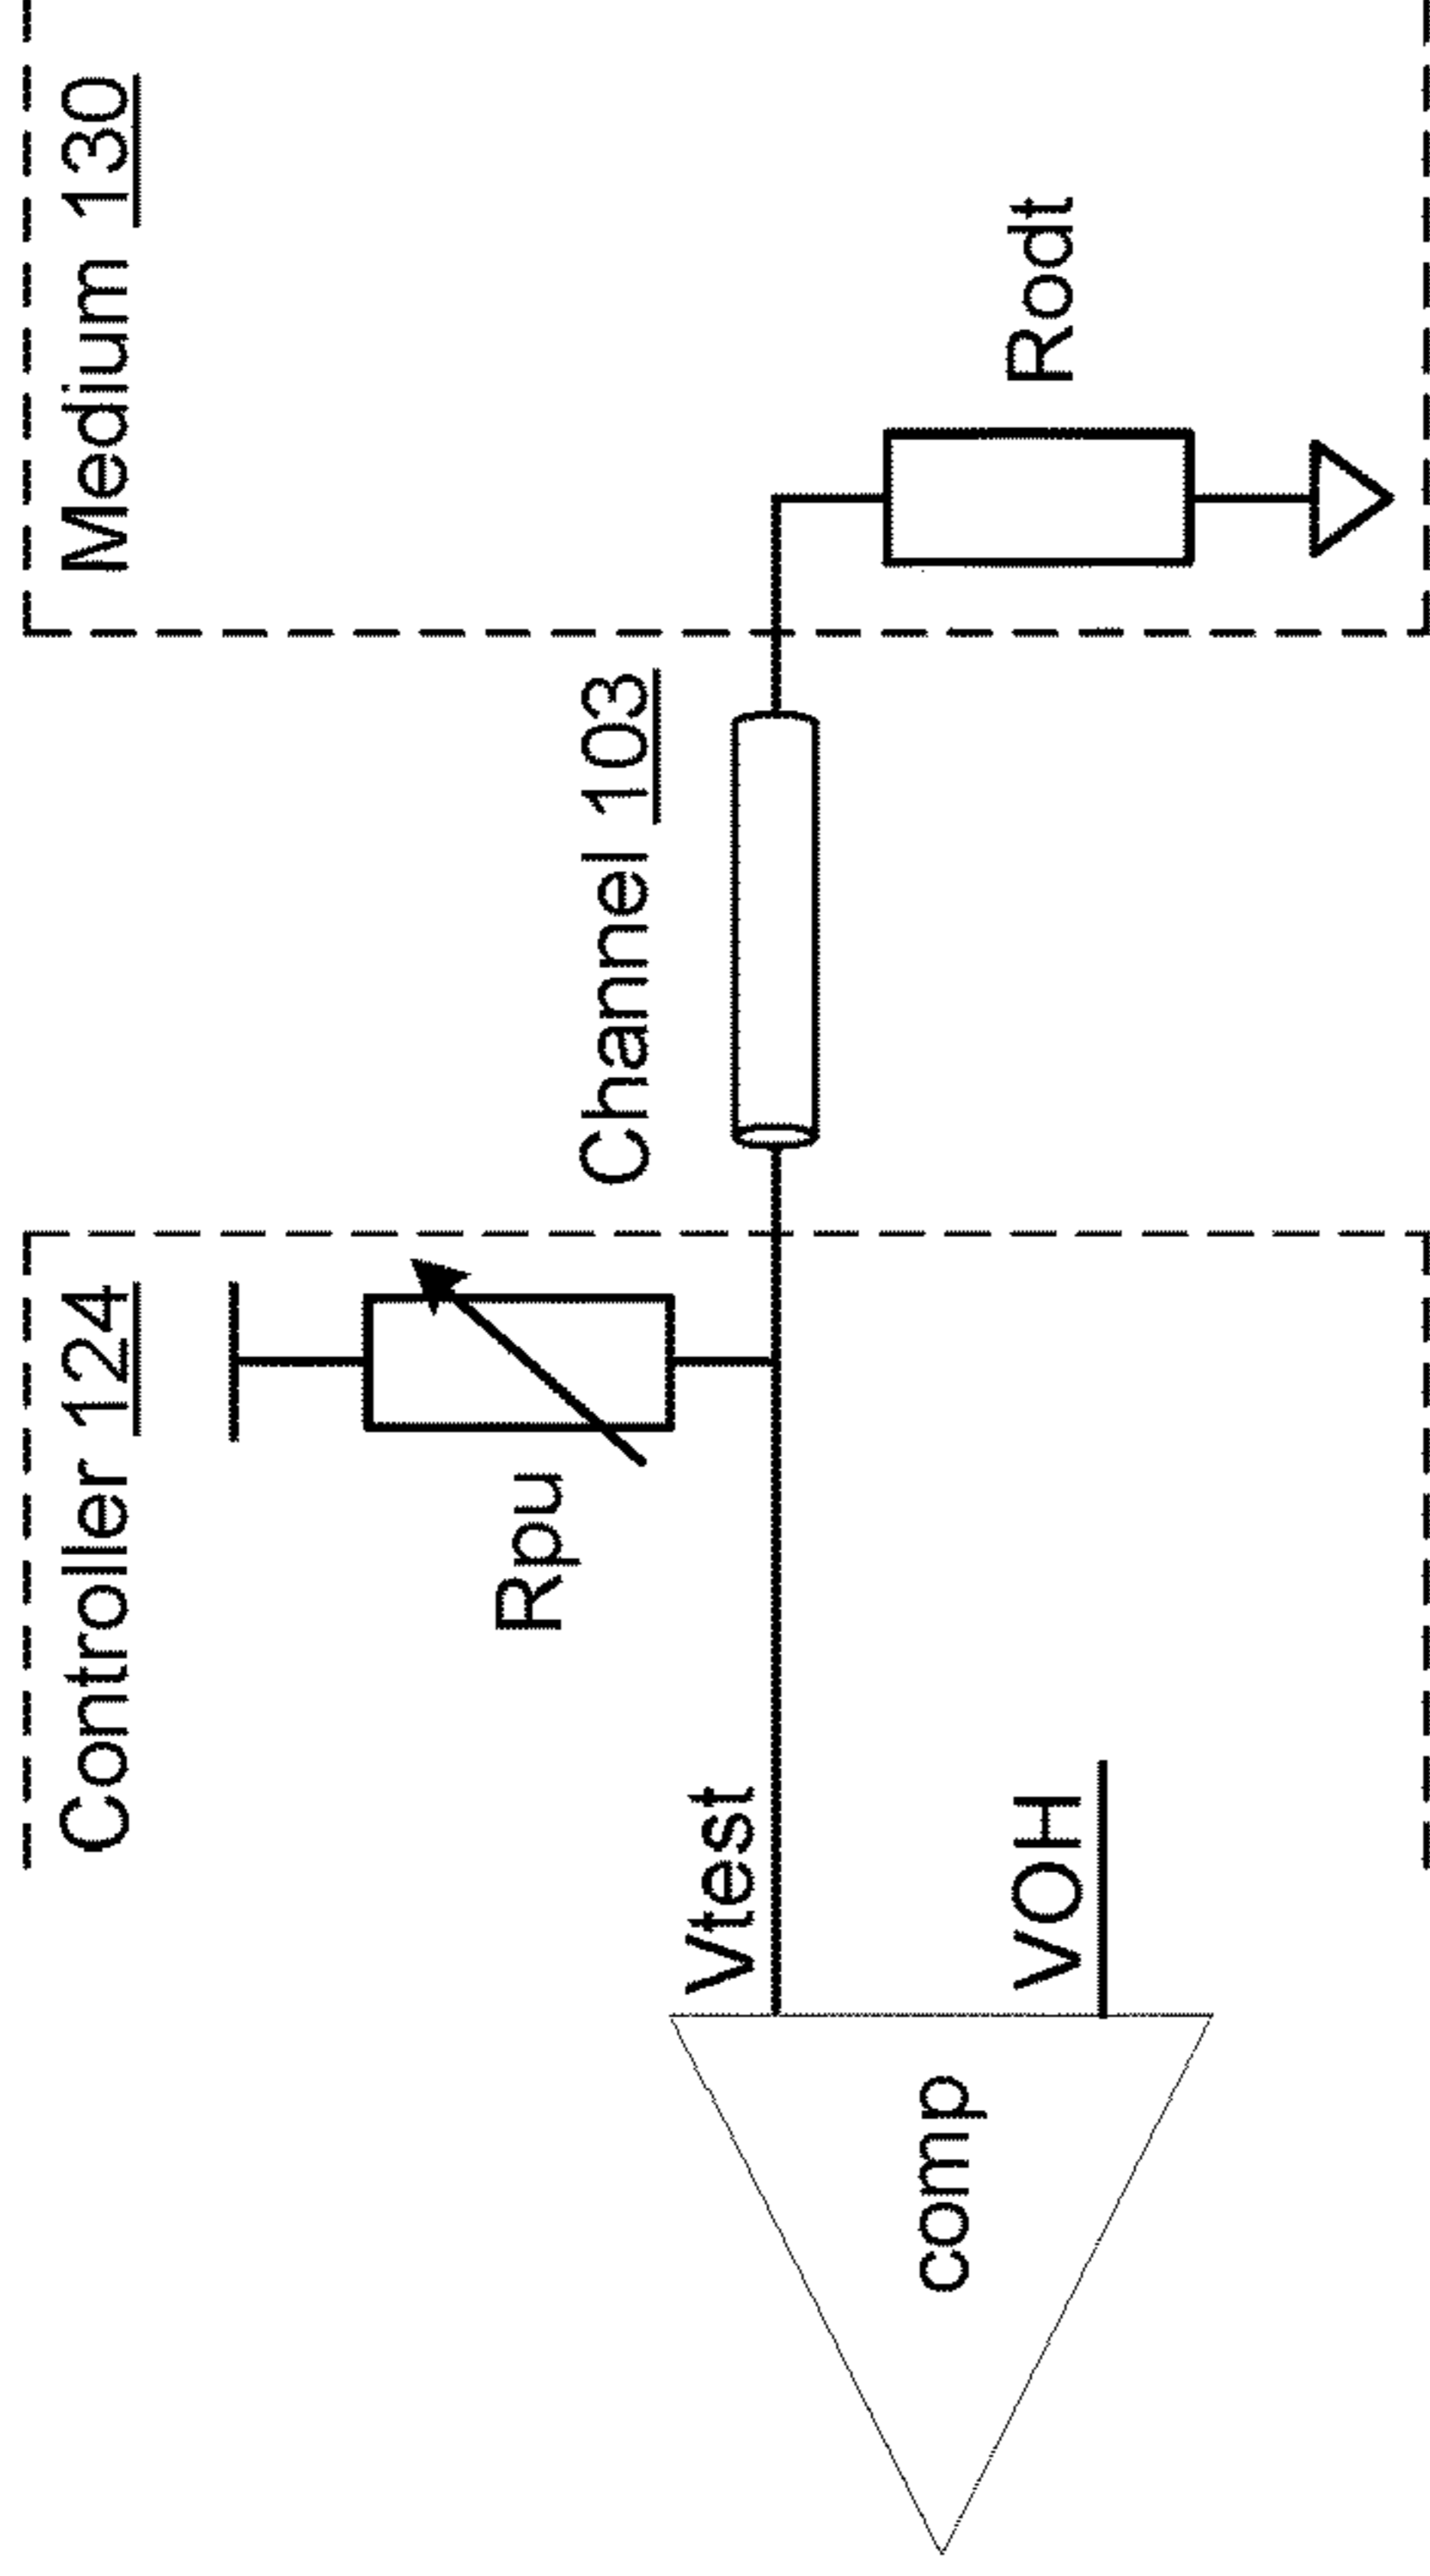 Controller 124
Medium 130
Rpu
Channel 103
Vtest
VOH
comp
Rodt